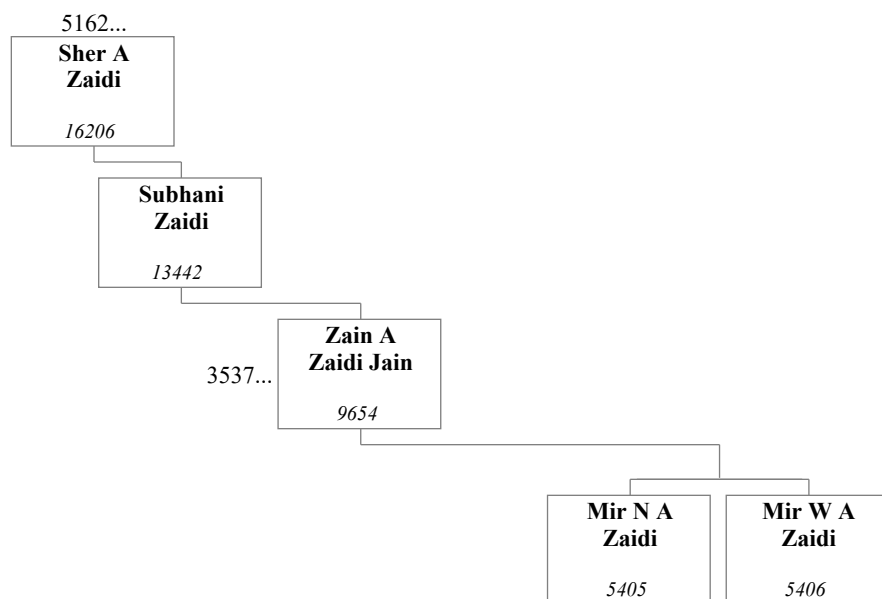 5162...
Sher A
Zaidi
16206
Subhani
Zaidi
13442
Zain A
Zaidi Jain
3537...
9654
Mir N A
Zaidi
5405
Mir W A
Zaidi
5406